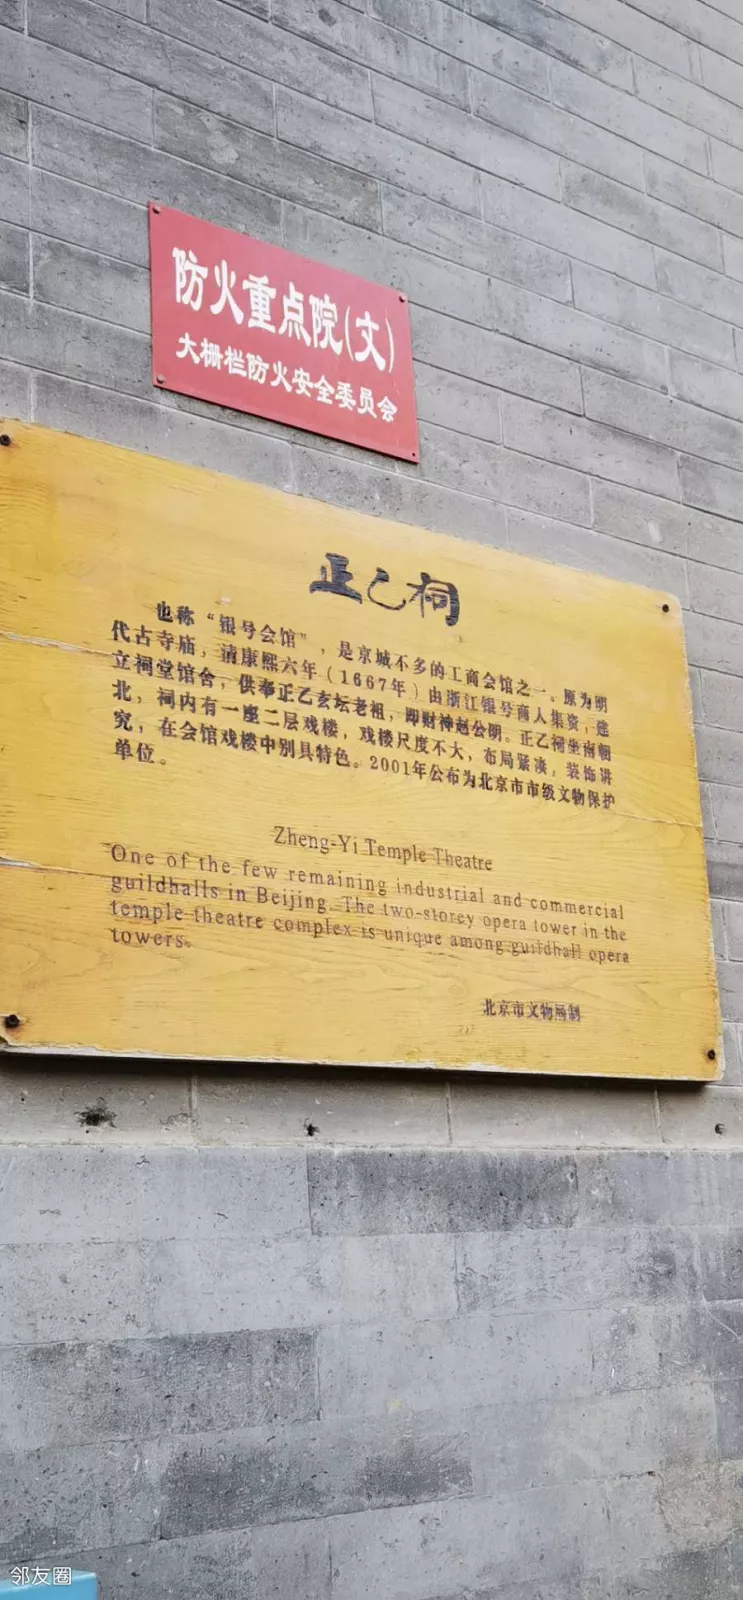 防火重点院(文)
大栅栏防火安全委员会
正乙祠
也称“银号会馆”，是京城不多的工商会馆之一。原为明
代古寺庙，清康熙六年(1667年)由浙江银号商人集资，建
立祠堂馆舍，供奉正乙玄坛老祖，即财神赵公明。正乙祠坐南朝
北，祠内有一座二层戏楼，戏楼尺度不大，布局紧凑，装饰讲
究，在会馆戏楼中别具特色。2001年公布为北京市市级文物保护
单位。
Zheng-Yi Temple Theatre
One of the few remaining industrial and commercial
guildhalls in Beijing. The two-storey opera tower in the
temple theatre complex is unique among guildhall opera
towers.
北京市文物局制
邻友圈